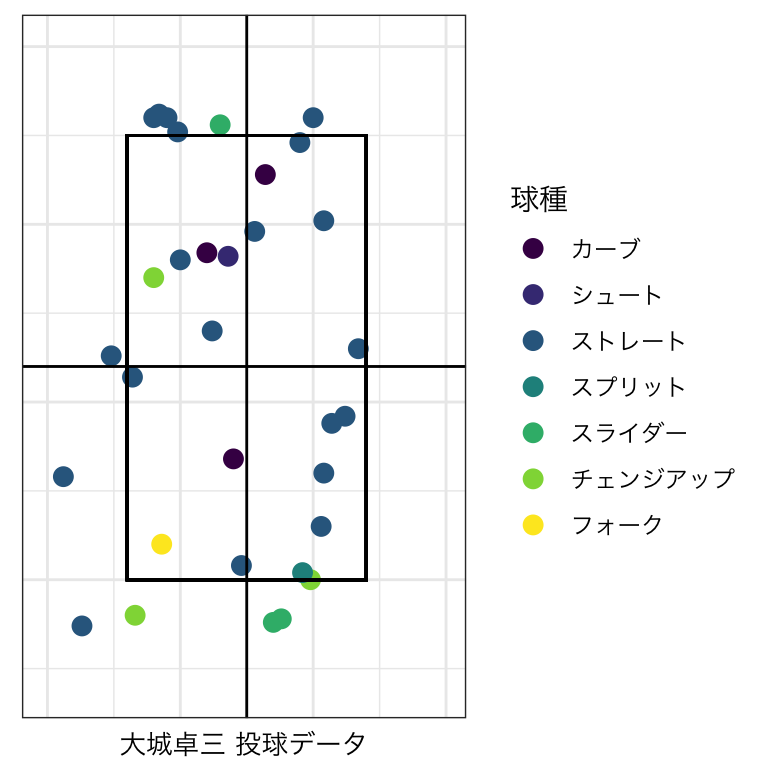 球種
カーブ
シュート
ストレート
スプリット
スライダー
チェンジアップ
フォーク
大城卓三 投球データ